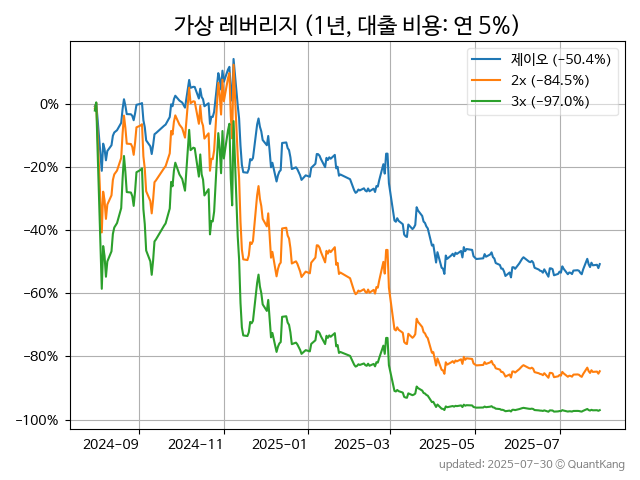 가상 레버리지 (1년, 대출 비용: 연 5%)
제이오 (−50.4%)
2x (−84.5%)
3x (−97.0%)
0%
−20%
−40%
−60%
−80%
−100%
2024-09 2024-11 2025-01 2025-03 2025-05 2025-07
updated: 2025-07-30 © QuantKang